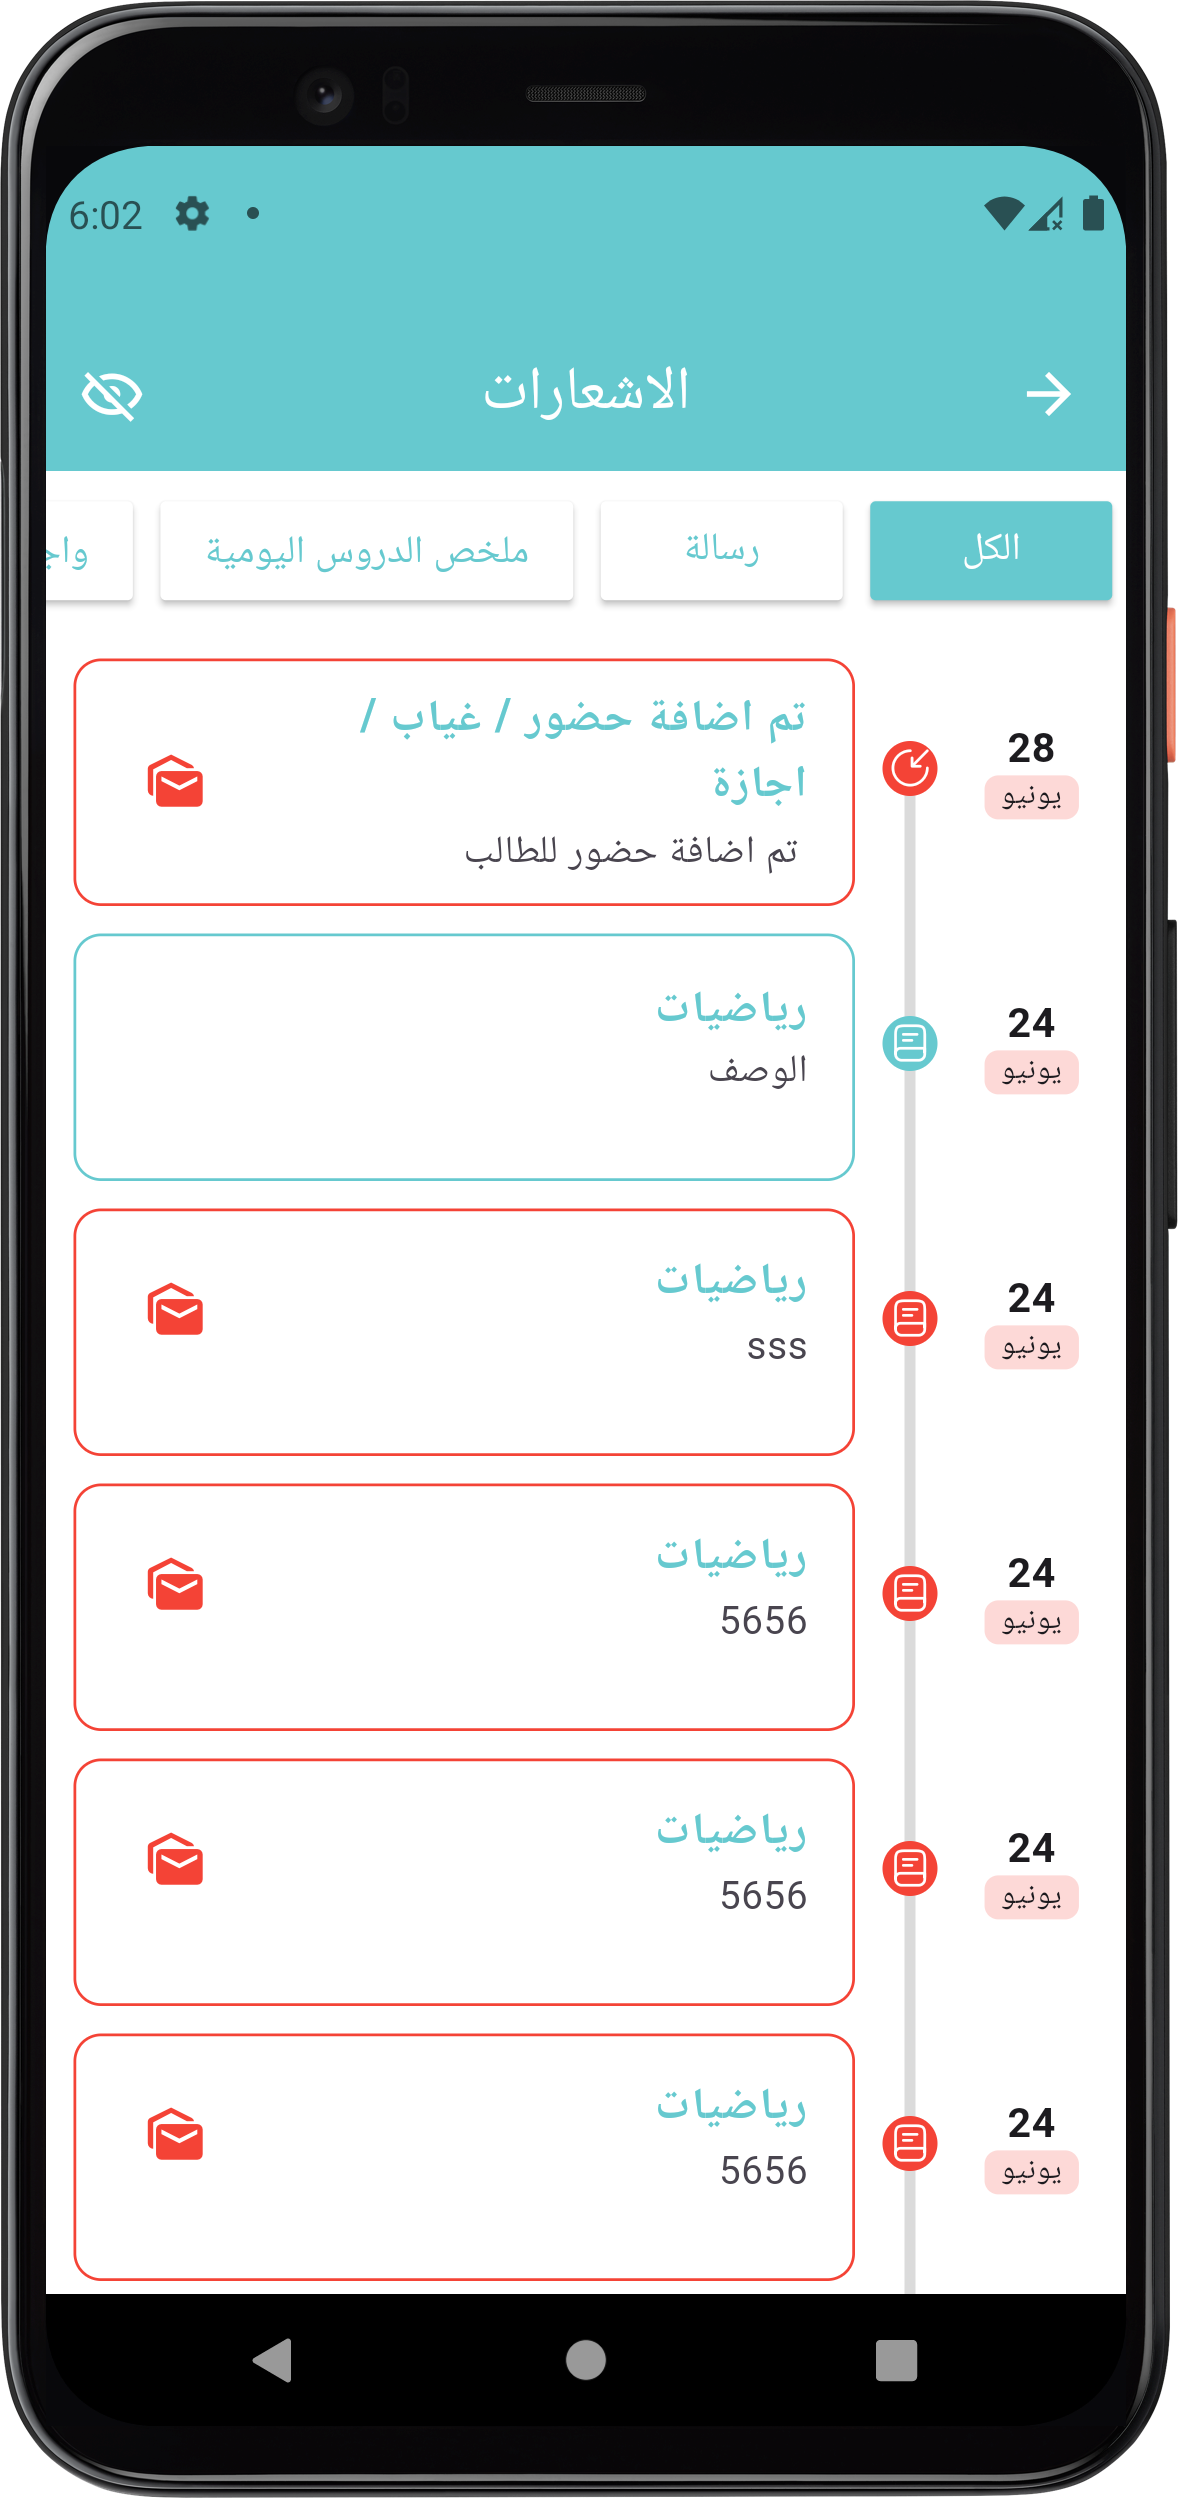 6:02
الاشعارات
الكل
رسالة
ملخص الدروس اليومية
28
يونيو
تم اضافة حضور / غياب /
اجازة
تم اضافة حضور للطالب
24
يونيو
رياضيات
الوصف
24
يونيو
رياضيات
sss
24
يونيو
رياضيات
5656
24
يونيو
رياضيات
5656
24
يونيو
رياضيات
5656